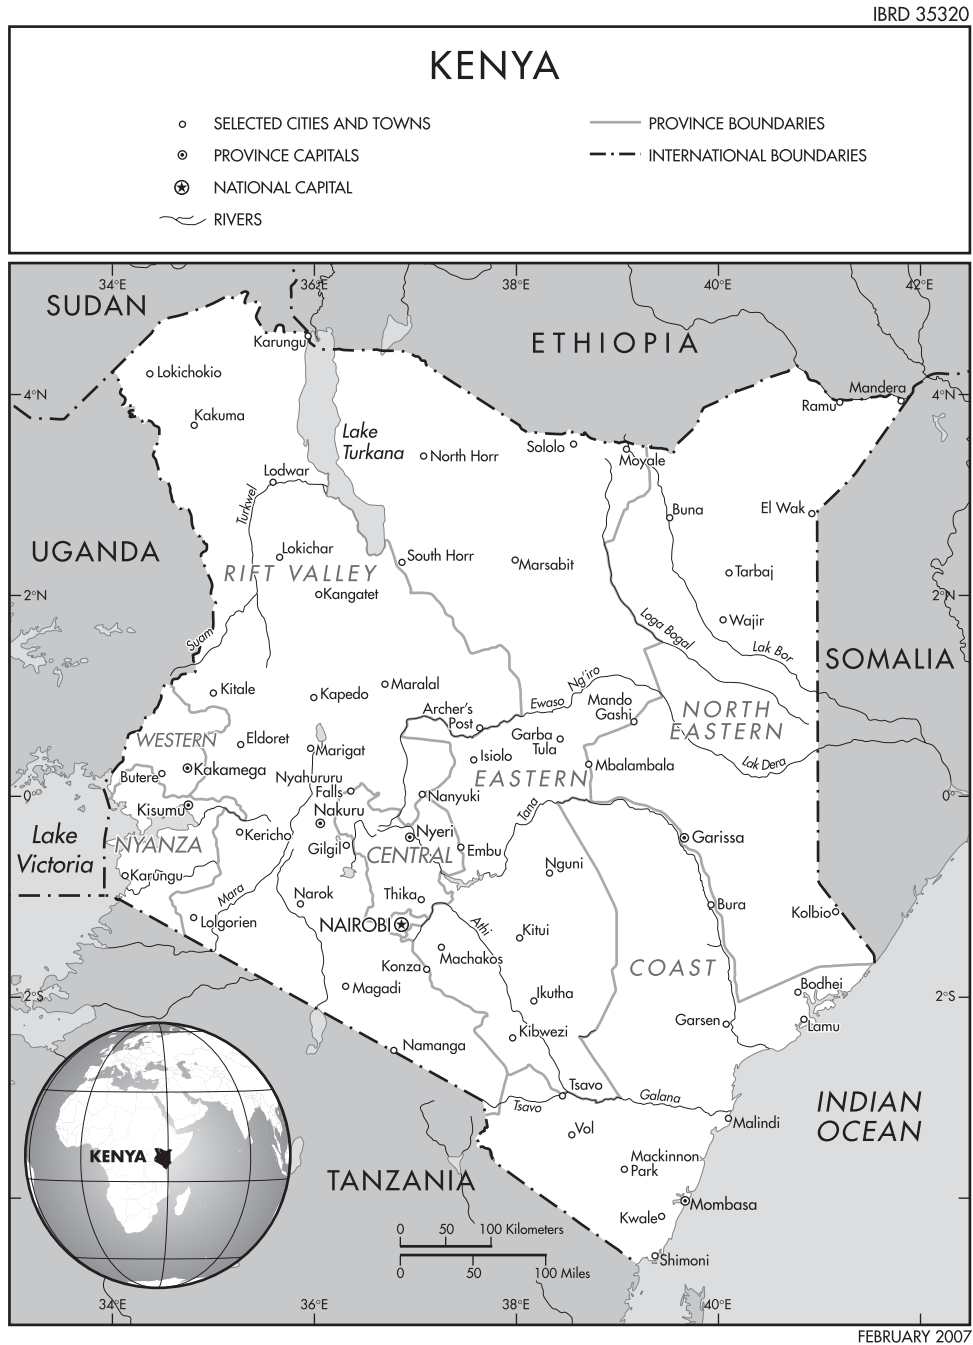 IBRD 35320
KENYA
SELECTED CITIES AND TOWNS
PROVINCE CAPITALS
NATIONAL CAPITAL
RIVERS
PROVINCE BOUNDARIES
INTERNATIONAL BOUNDARIES
34°E
36°E
38°E
40°E
42°E
SUDAN
ETHIOPIA
Karungu
Lokichokio
4°N
Mandera
4°N
Ramu
Kakuma
Lake
Turkana
North Horr
Sololo
Moyale
Lodwar
Turkwel
Buna
El Wak
UGANDA
Lokichar
South Horr
Marsabit
RIFT VALLEY
Tarbaj
Kangatet
2°N
2°N
Wajir
Loga Bogal
Suam
Lak Bor
SOMALIA
Kitale
Kapedo
Maralal
Ng'iro
Ewaso
Mando
Gashi
Archer's
Post
NORTH
EASTERN
WESTERN
Eldoret
Marigat
Garba
Tula
Isiolo
Mbalambala
Lak Dera
Butere
Kakamega
Nyahururu
Falls
EASTERN
0°
Nanyuki
0°
Kisumu
Nakuru
Tana
Lake
Victoria
NYANZA
Kericho
Nyeri
Garissa
Gilgil
CENTRAL
Embu
Nguni
Karungu
Mara
Narok
Thika
Bura
Kolbio
Lolgorien
NAIROBI
Athi
Kitui
Machakos
Konza
COAST
Magadi
Ikutha
Bodhei
2°S
2°S
Garsen
Lamu
Kibwezi
Namanga
Tsavo
Tsavo
Galana
Malindi
INDIAN
OCEAN
Voi
KENYA
Mackinnon
Park
TANZANIA
Mombasa
Kwale
0 50 100 Kilometers
Shimoni
0 50 100 Miles
34°E
36°E
38°E
40°E
FEBRUARY 2007